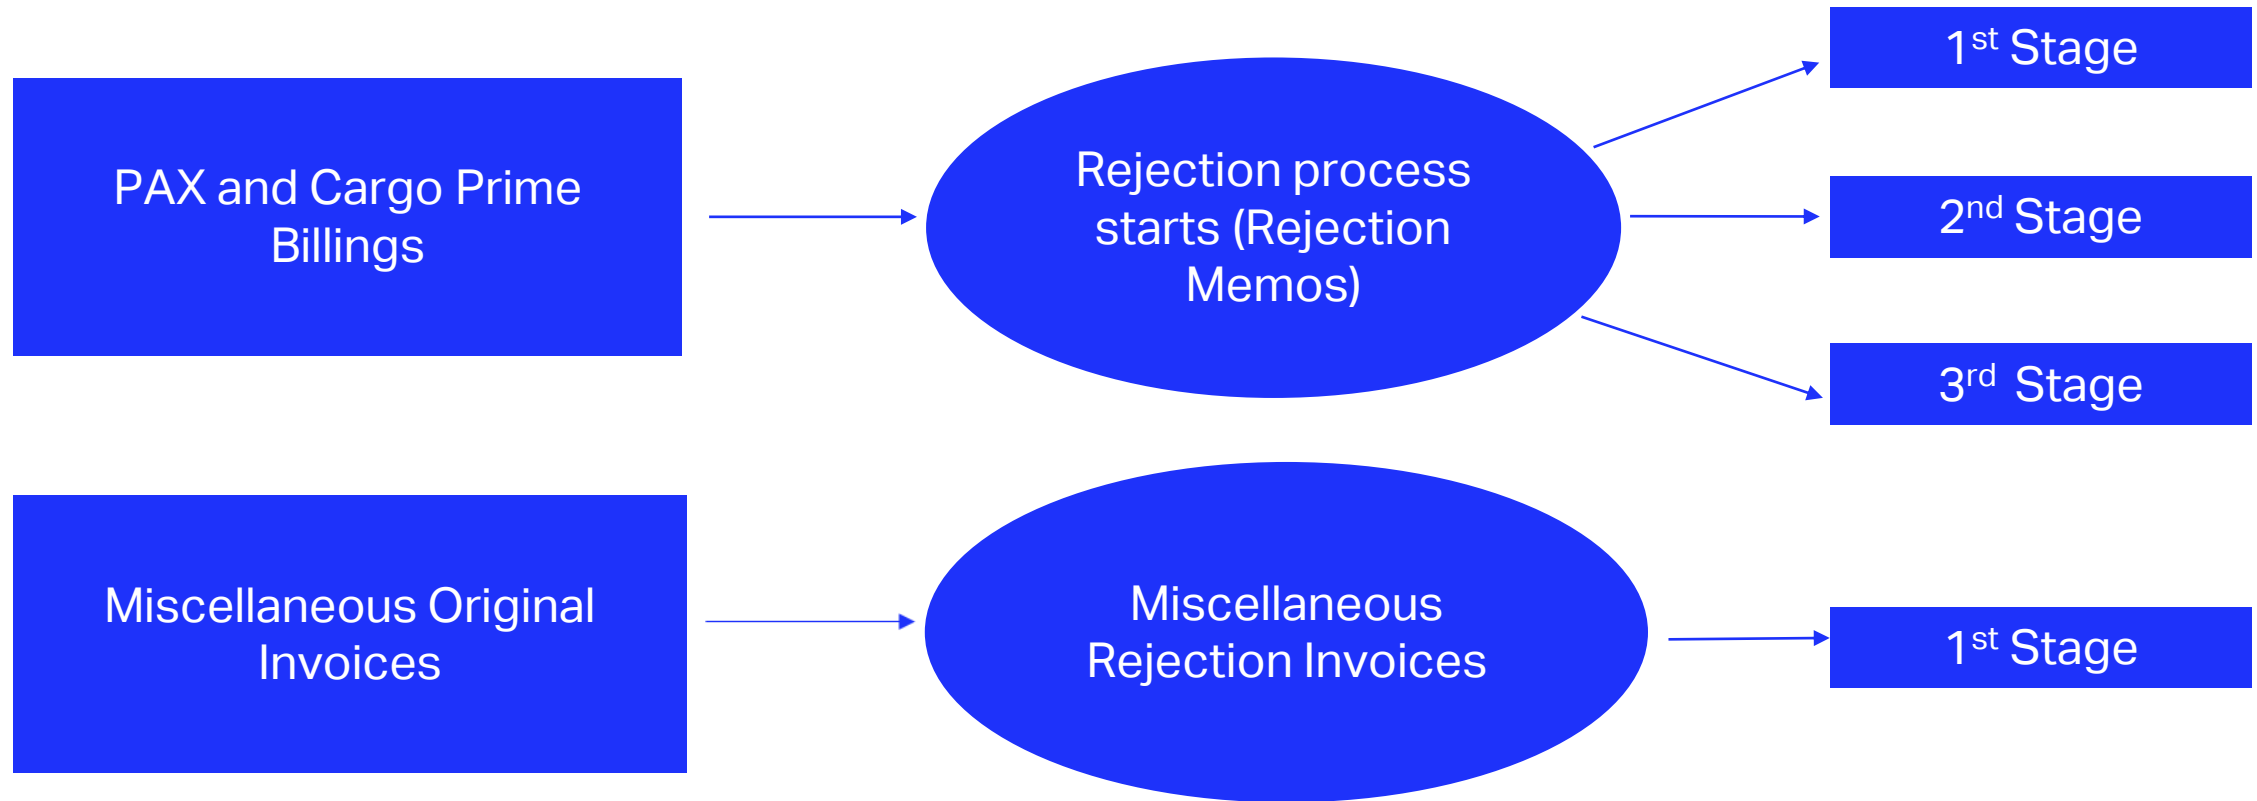 PAX and Cargo Prime
Billings
Rejection process
starts (Rejection
Memos)
1st Stage
2nd Stage
3rd Stage
Miscellaneous Original
Invoices
Miscellaneous
Rejection Invoices
1st Stage